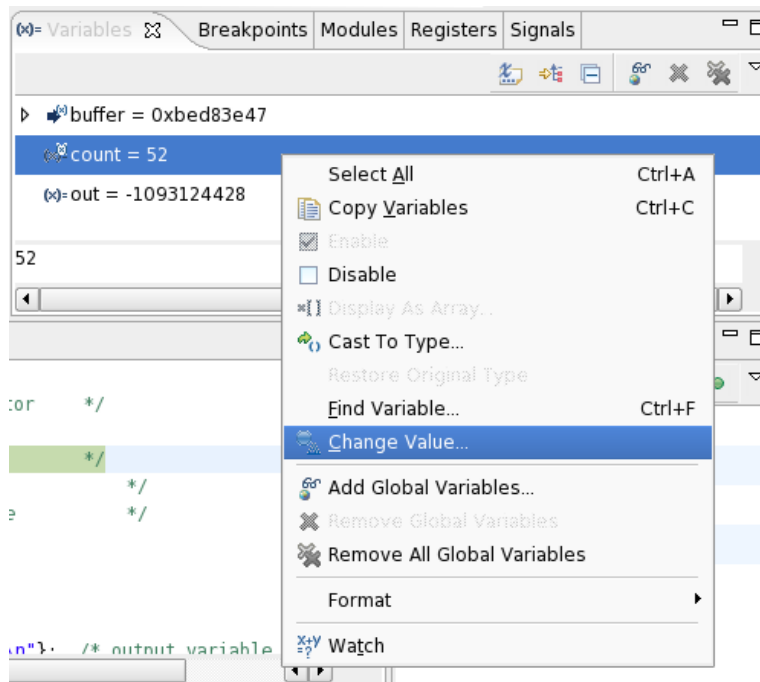 (x)= Variables Breakpoints Modules Registers Signals
buffer = 0xbed83e47
count = 52
(x)= out = -1093124428
52
Select All Ctrl+A
Copy Variables Ctrl+C
Enable
Disable
Display As Array..
Cast To Type...
Restore Original Type
Find Variable... Ctrl+F
Change Value...
Add Global Variables...
Remove Global Variables
Remove All Global Variables
Format
Watch
tor */
*/
*/
e */
\n"}; /* output variable